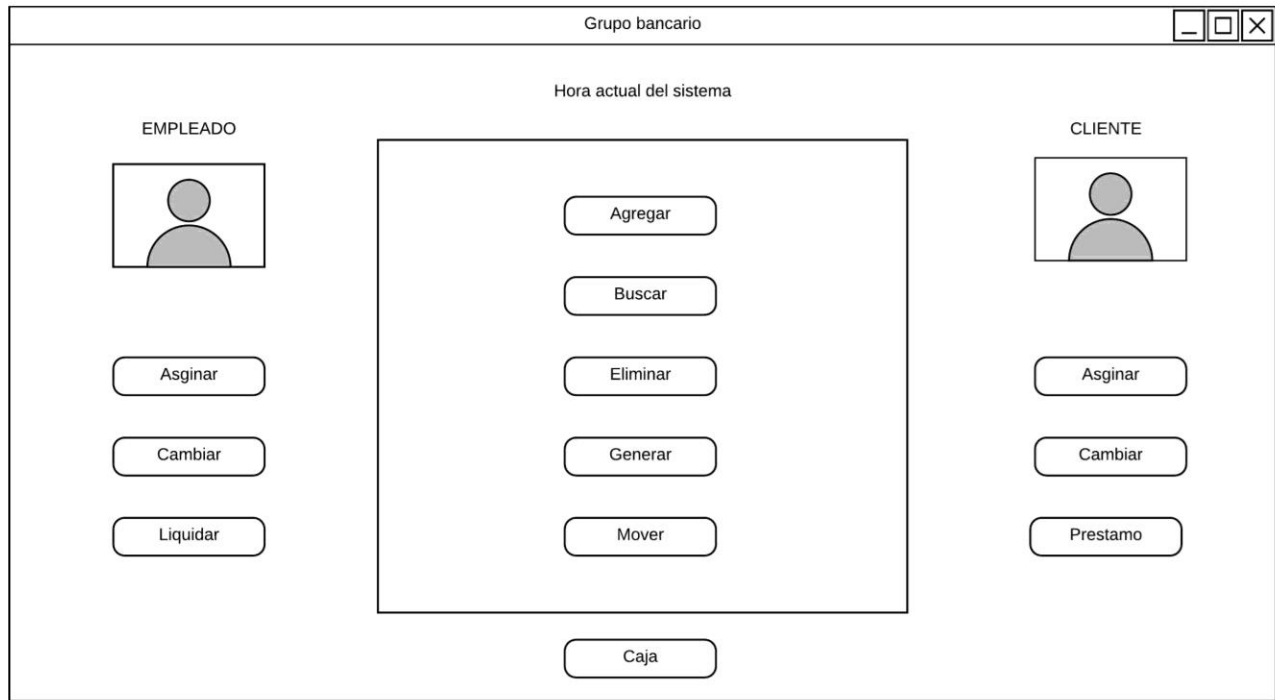 Grupo bancario
Hora actual del sistema
EMPLEADO
CLIENTE
Agregar
Buscar
Asginar
Eliminar
Asginar
Cambiar
Generar
Cambiar
Liquidar
Mover
Prestamo
Caja